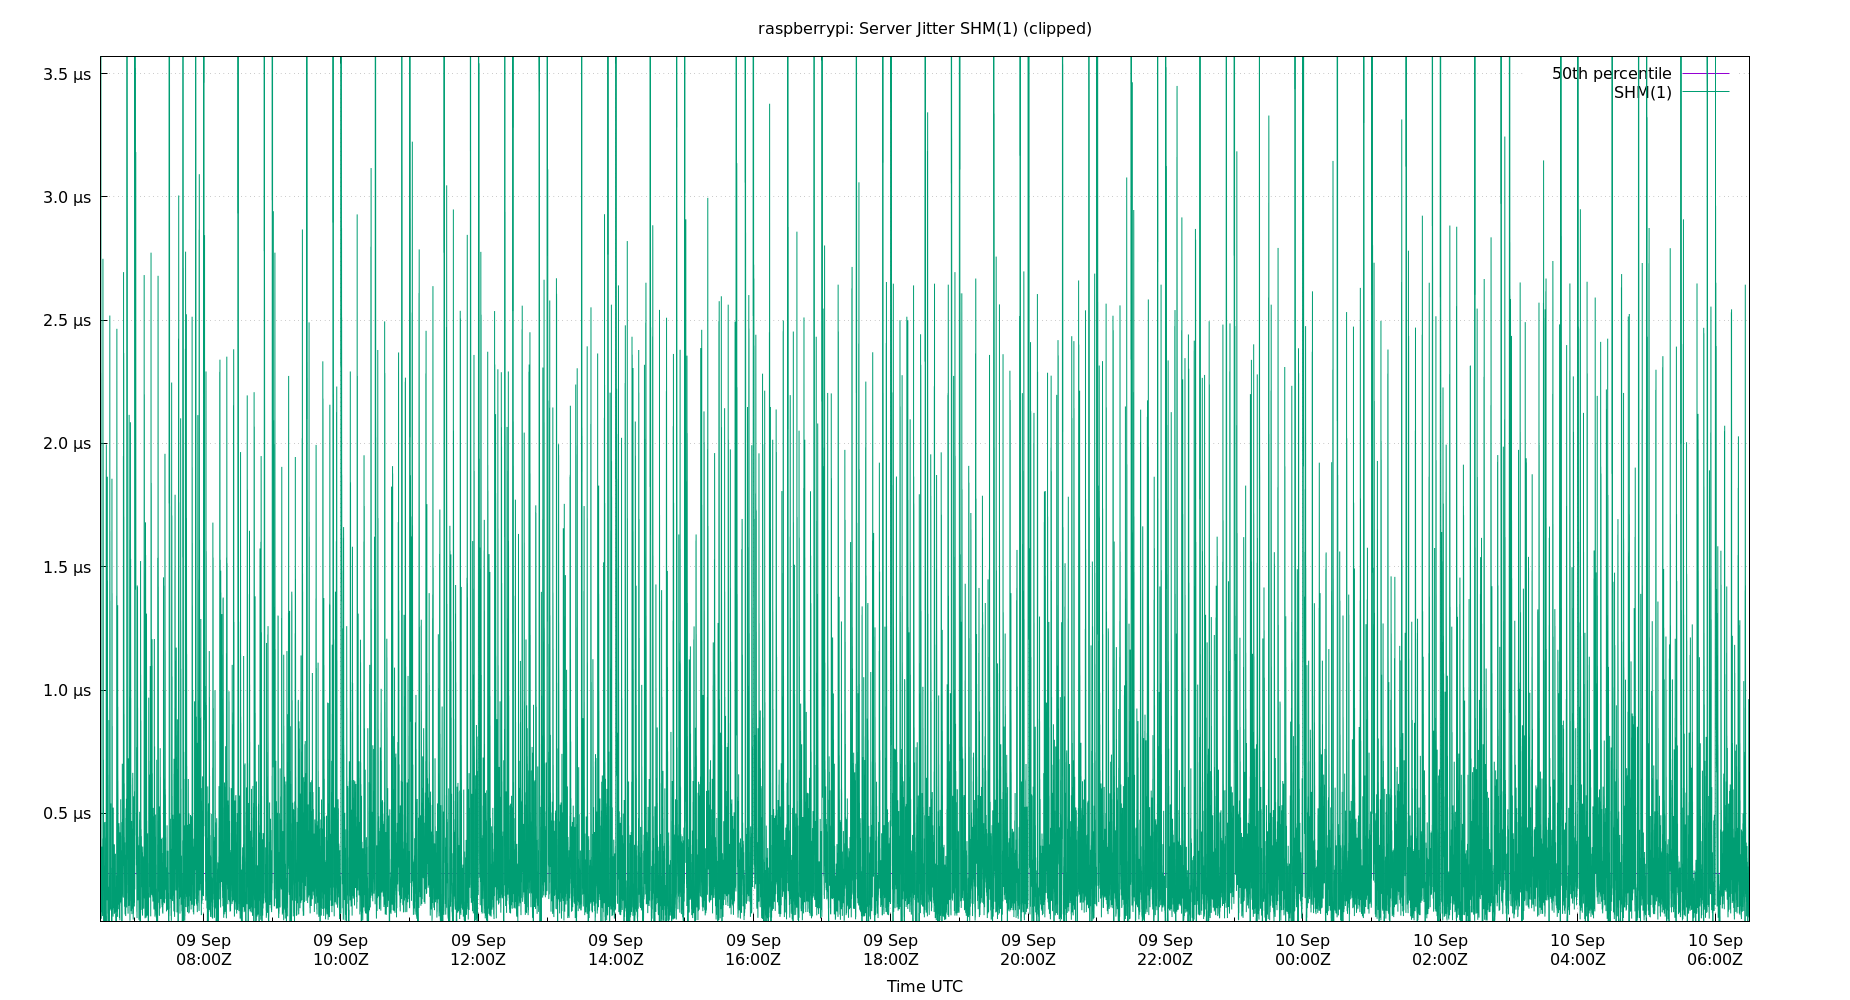 raspberrypi: Server Jitter SHM(1) (clipped)
3.5 µs
3.0 µs
2.5 µs
2.0 µs
1.5 µs
1.0 µs
0.5 µs
50th percentile
SHM(1)
09 Sep 09 Sep 09 Sep 09 Sep 09 Sep 09 Sep 09 Sep 09 Sep 10 Sep 10 Sep 10 Sep 10 Sep
08:00Z 10:00Z 12:00Z 14:00Z 16:00Z 18:00Z 20:00Z 22:00Z 00:00Z 02:00Z 04:00Z 06:00Z
Time UTC